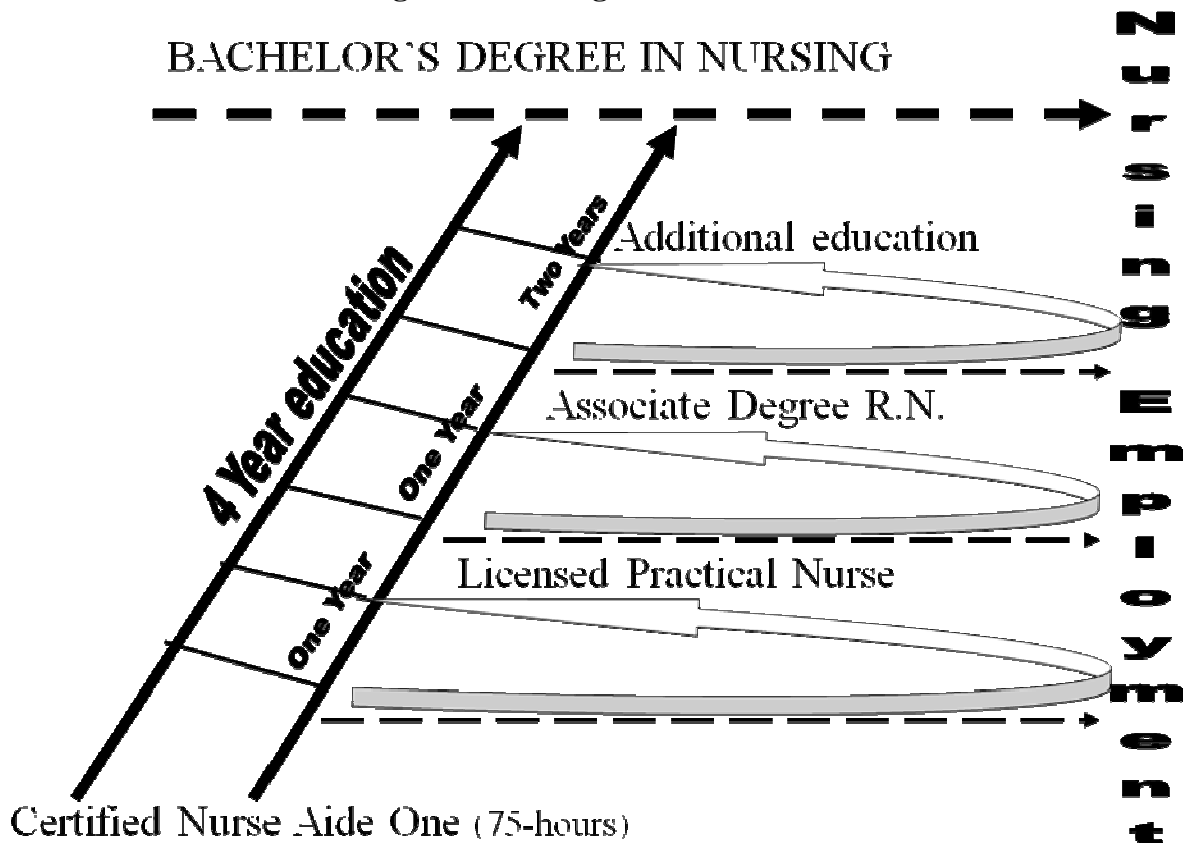 BACHELOR'S DEGREE IN NURSING
Two Years
Additional education
4 Year education
One Year
Associate Degree R.N.
One Year
Licensed Practical Nurse
Certified Nurse Aide One (75-hours)
Nursing Employment